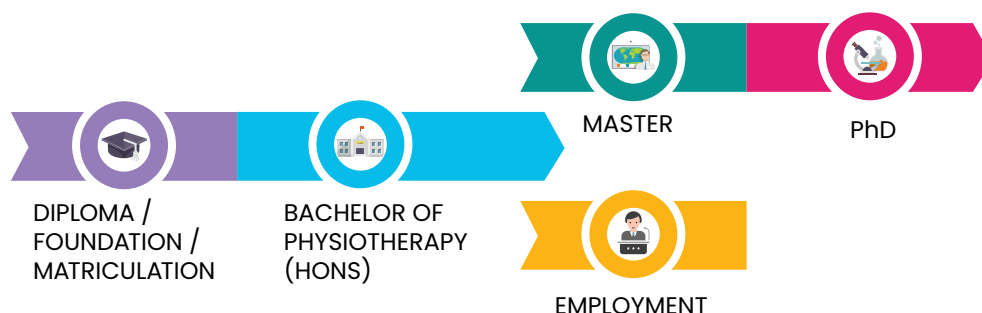 MASTER
PhD
DIPLOMA /
FOUNDATION /
MATRICULATION
BACHELOR OF
PHYSIOTHERAPY
(HONS)
EMPLOYMENT